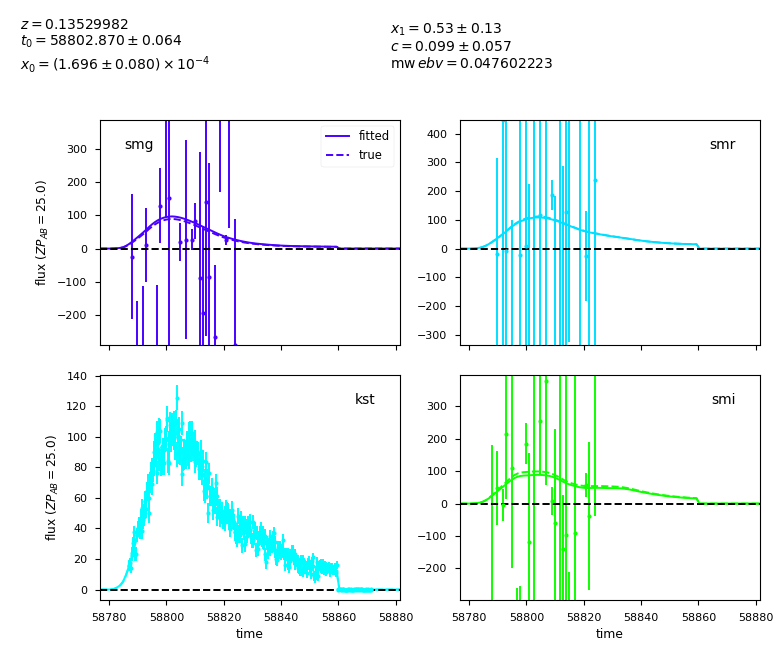 z = 0.13529982
t₀ = 58802.870 ± 0.064
x₀ = (1.696 ± 0.080) × 10⁻⁴
x₁ = 0.53 ± 0.13
c = 0.099 ± 0.057
mw ebv = 0.047602223
smg
fitted
true
300
200
100
0
−100
−200
flux (ZP_AB = 25.0)
smr
400
300
200
100
0
−100
−200
−300
kst
140
120
100
80
60
40
20
0
flux (ZP_AB = 25.0)
58780 58800 58820 58840 58860 58880
time
smi
300
200
100
0
−100
−200
58780 58800 58820 58840 58860 58880
time